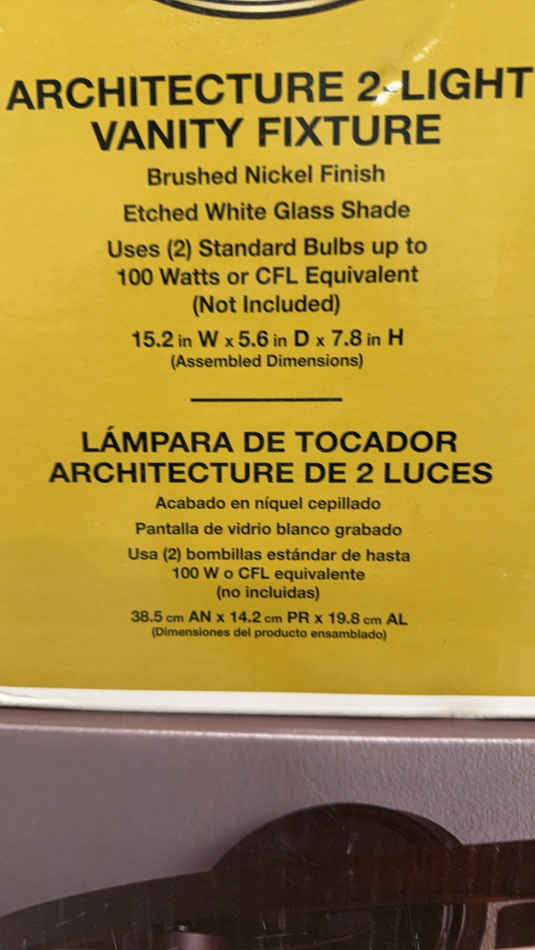 ARCHITECTURE 2-LIGHT
VANITY FIXTURE
Brushed Nickel Finish
Etched White Glass Shade
Uses (2) Standard Bulbs up to
100 Watts or CFL Equivalent
(Not Included)
15.2 in W x 5.6 in D x 7.8 in H
(Assembled Dimensions)
LÁMPARA DE TOCADOR
ARCHITECTURE DE 2 LUCES
Acabado en níquel cepillado
Pantalla de vidrio blanco grabado
Usa (2) bombillas estándar de hasta
100 W o CFL equivalente
(no incluidas)
38.5 cm AN x 14.2 cm PR x 19.8 cm AL
(Dimensiones del producto ensamblado)